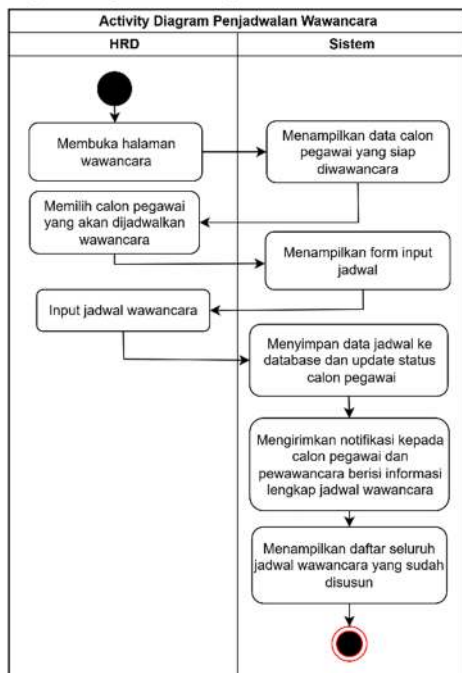 Activity Diagram Penjadwalan Wawancara
HRD
Sistem
Membuka halaman
wawancara
Menampilkan data calon
pegawai yang siap
diwawancara
Memilih calon pegawai
yang akan dijadwalkan
wawancara
Menampilkan form input
jadwal
Input jadwal wawancara
Menyimpan data jadwal ke
database dan update status
calon pegawai
Mengirimkan notifikasi kepada
calon pegawai dan
pewawancara berisi informasi
lengkap jadwal wawancara
Menampilkan daftar seluruh
jadwal wawancara yang sudah
disusun